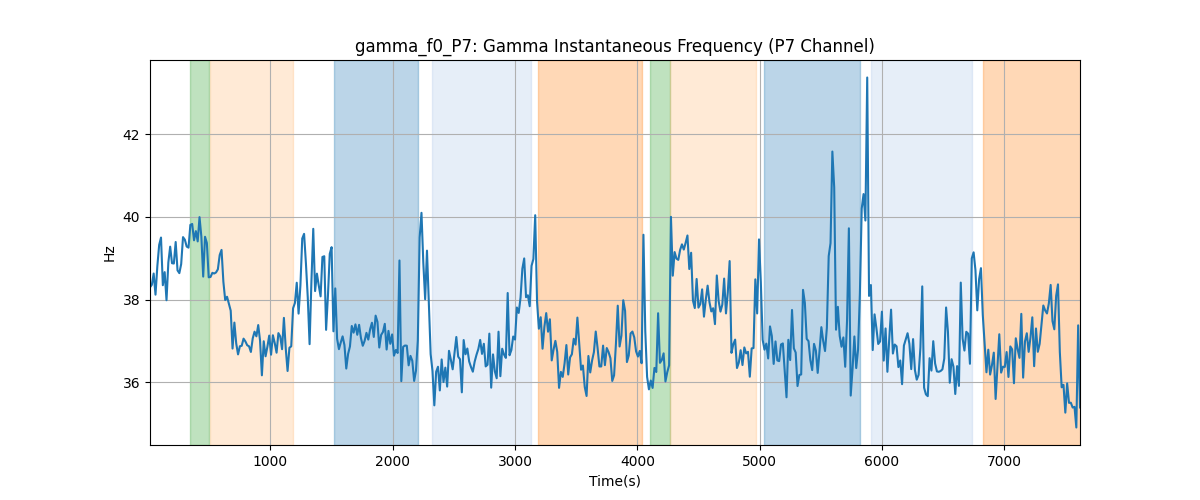 gamma_f0_P7: Gamma Instantaneous Frequency (P7 Channel)
Hz
42
40
38
36
1000 2000 3000 4000 5000 6000 7000
Time(s)